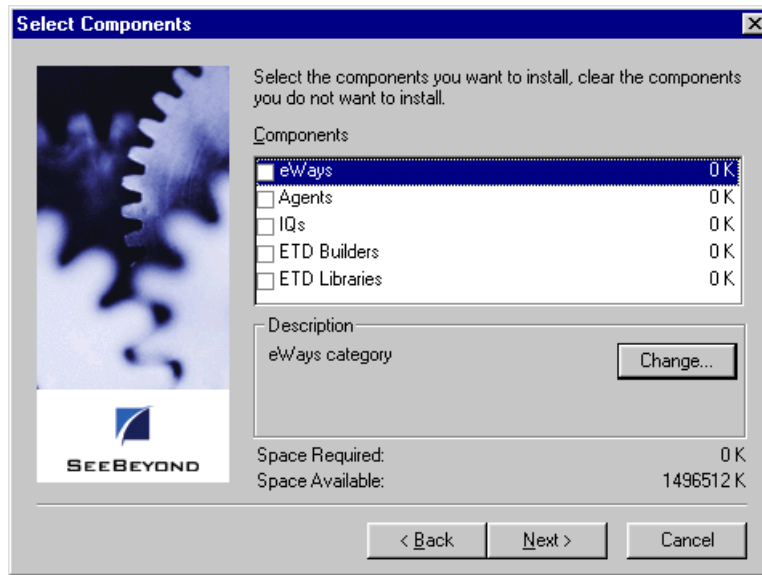 Select Components
Select the components you want to install, clear the components
you do not want to install.
Components
eWays 0 K
Agents 0 K
IQs 0 K
ETD Builders 0 K
ETD Libraries 0 K
Description
eWays category
Change...
SEEBEYOND
Space Required: 0 K
Space Available: 1496512 K
< Back Next > Cancel